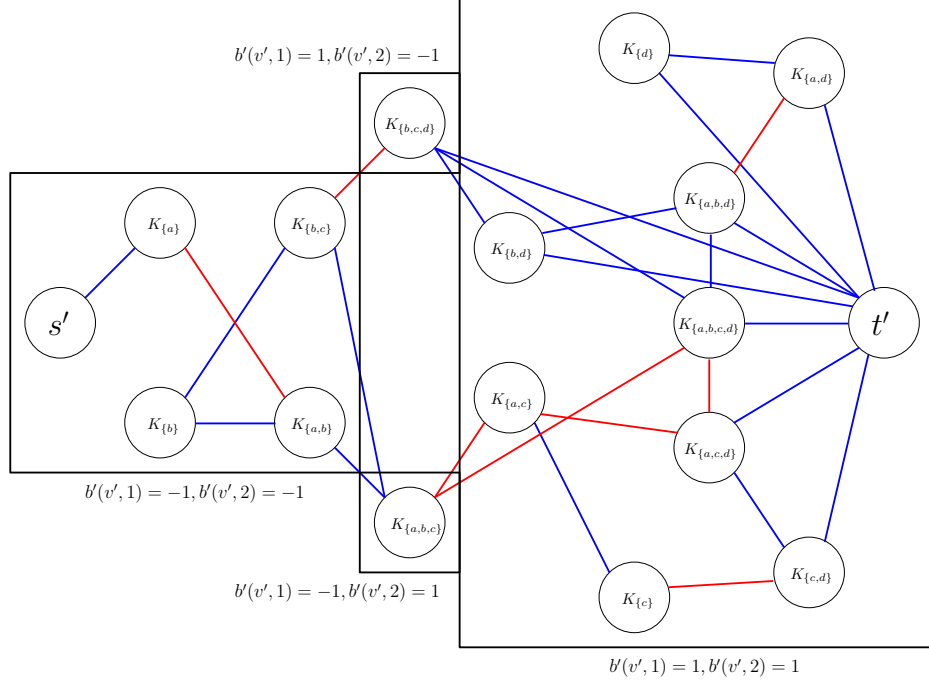 b′(v′, 1) = 1, b′(v′, 2) = −1
K_{d}
K_{a,d}
K_{b,c,d}
K_{a}
K_{b,c}
K_{a,b,d}
K_{b,d}
s′
K_{a,b,c,d}
t′
K_{b}
K_{a,b}
K_{a,c}
K_{a,c,d}
b′(v′, 1) = −1, b′(v′, 2) = −1
K_{a,b,c}
K_{c}
K_{c,d}
b′(v′, 1) = −1, b′(v′, 2) = 1
b′(v′, 1) = 1, b′(v′, 2) = 1